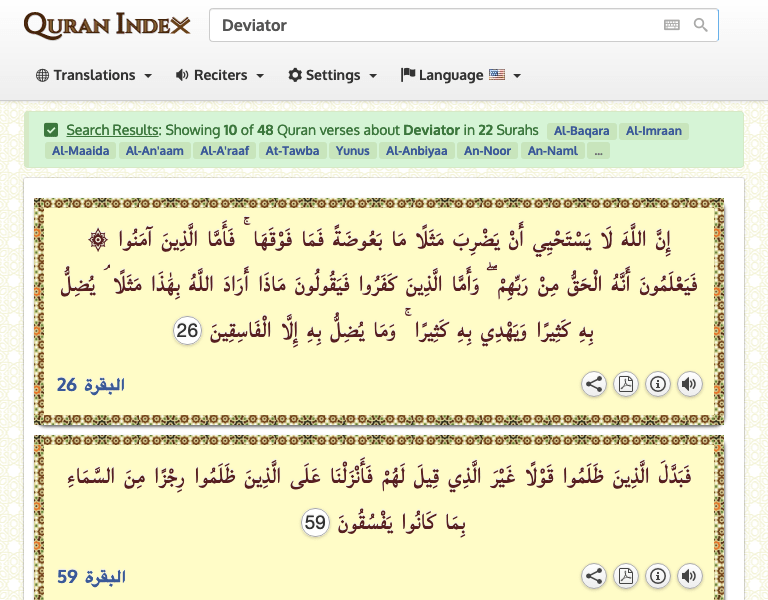 QURAN INDEX
Deviator
Translations
Reciters
Settings
Language
Search Results: Showing 10 of 48 Quran verses about Deviator in 22 Surahs Al-Baqara Al-Imraan
Al-Maaida Al-An'aam Al-A'raaf At-Tawba Yunus Al-Anbiyaa An-Noor An-Naml ...
إِنَّ اللَّهَ لَا يَسْتَحْيِي أَنْ يَضْرِبَ مَثَلًا مَا بَعُوضَةً فَمَا فَوْقَهَا ۚ فَأَمَّا الَّذِينَ آمَنُوا ۞
فَيَعْلَمُونَ أَنَّهُ الْحَقُّ مِنْ رَبِّهِمْ ۖ وَأَمَّا الَّذِينَ كَفَرُوا فَيَقُولُونَ مَاذَا أَرَادَ اللَّهُ بِهَٰذَا مَثَلًا ۘ يُضِلُّ
بِهِ كَثِيرًا وَيَهْدِي بِهِ كَثِيرًا ۚ وَمَا يُضِلُّ بِهِ إِلَّا الْفَاسِقِينَ 26
البقرة 26
فَبَدَّلَ الَّذِينَ ظَلَمُوا قَوْلًا غَيْرَ الَّذِي قِيلَ لَهُمْ فَأَنْزَلْنَا عَلَى الَّذِينَ ظَلَمُوا رِجْزًا مِنَ السَّمَاءِ
بِمَا كَانُوا يَفْسُقُونَ 59
البقرة 59